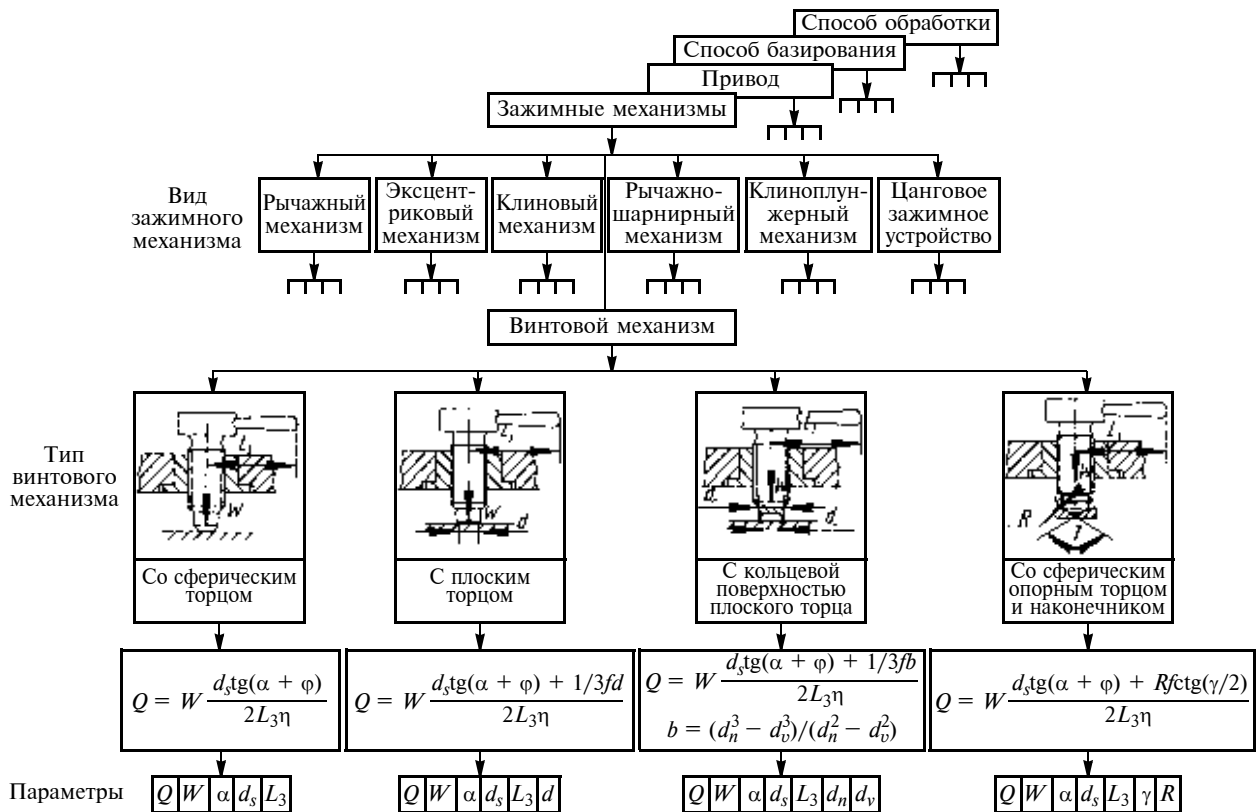 Способ обработки
Способ базирования
Привод
Зажимные механизмы
Вид
зажимного
механизма
Рычажный
механизм
Эксцент-
риковый
механизм
Клиновый
механизм
Рычажно-
шарнирный
механизм
Клиноплун-
жерный
механизм
Цанговое
зажимное
устройство
Винтовой механизм
Тип
винтового
механизма
W
W
d
R
Со сферическим
торцом
С плоским
торцом
С кольцевой
поверхностью
плоского торца
Со сферическим
опорным торцом
и наконечником
Q = W d_s tg(α + φ) / 2L_3 η
Q = W d_s tg(α + φ) + 1/3fd / 2L_3 η
Q = W d_s tg(α + φ) + 1/3fb / 2L_3 η
b = (d_n^3 − d_v^3)/(d_n^2 − d_v^2)
Q = W d_s tg(α + φ) + Rfctg(γ/2) / 2L_3 η
Параметры
Q W α d_s L_3
Q W α d_s L_3 d
Q W α d_s L_3 d_n d_v
Q W α d_s L_3 γ R